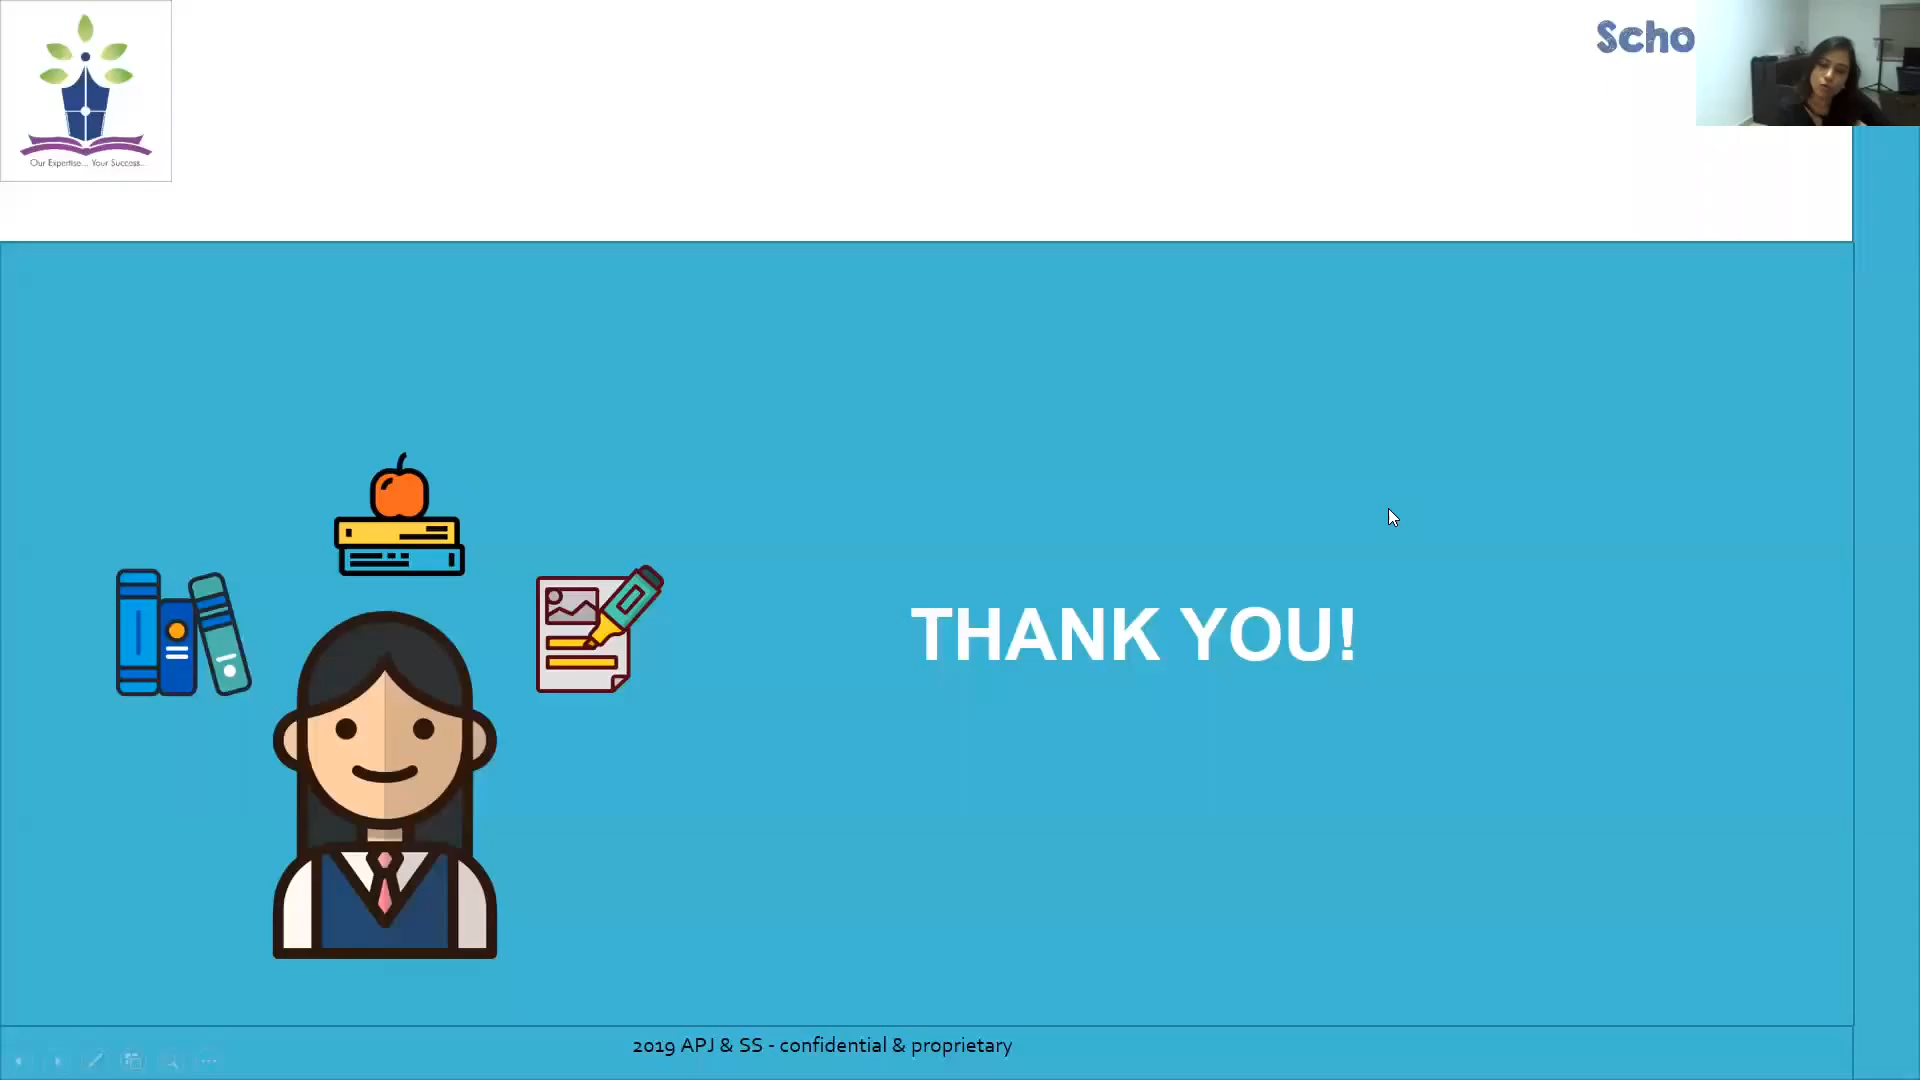 Scho
Our Expertise... Your Success...
THANK YOU!
2019 APJ & SS - confidential & proprietary